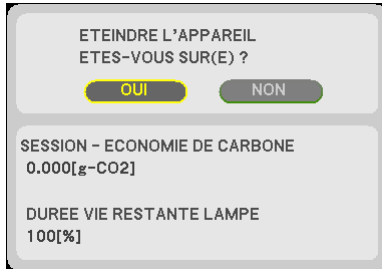 ETEINDRE L'APPAREIL
ETES-VOUS SUR(E) ?
OUI NON
SESSION - ECONOMIE DE CARBONE
0.000[g-CO2]
DUREE VIE RESTANTE LAMPE
100[%]